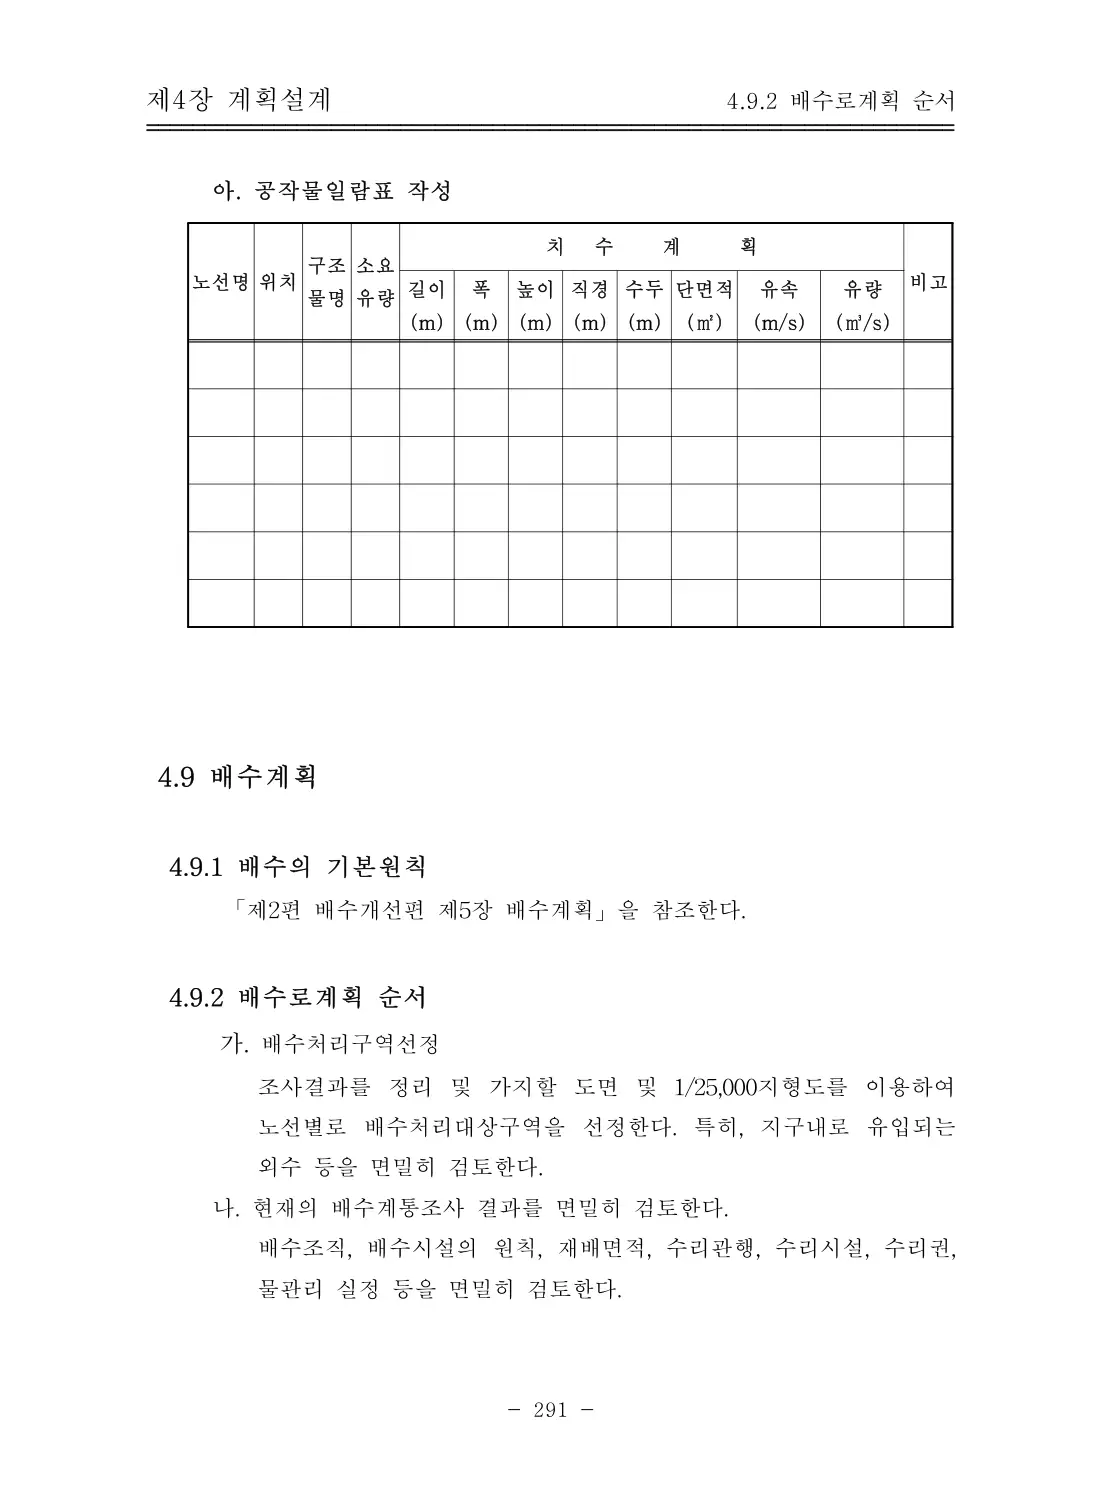 제4장 계획설계 4.9.2 배수로계획 순서
아. 공작물일람표 작성
노선명 위치 구조물명 소요유량 치 수 계 획 비고
길이 (m) 폭 (m) 높이 (m) 직경 (m) 수두 (m) 단면적 (㎡) 유속 (m/s) 유량 (㎥/s)
4.9 배수계획
4.9.1 배수의 기본원칙
「제2편 배수개선편 제5장 배수계획」을 참조한다.
4.9.2 배수로계획 순서
가. 배수처리구역선정
조사결과를 정리 및 가지할 도면 및 1/25,000지형도를 이용하여
노선별로 배수처리대상구역을 선정한다. 특히, 지구내로 유입되는
외수 등을 면밀히 검토한다.
나. 현재의 배수계통조사 결과를 면밀히 검토한다.
배수조직, 배수시설의 원칙, 재배면적, 수리관행, 수리시설, 수리권,
물관리 실정 등을 면밀히 검토한다.
- 291 -